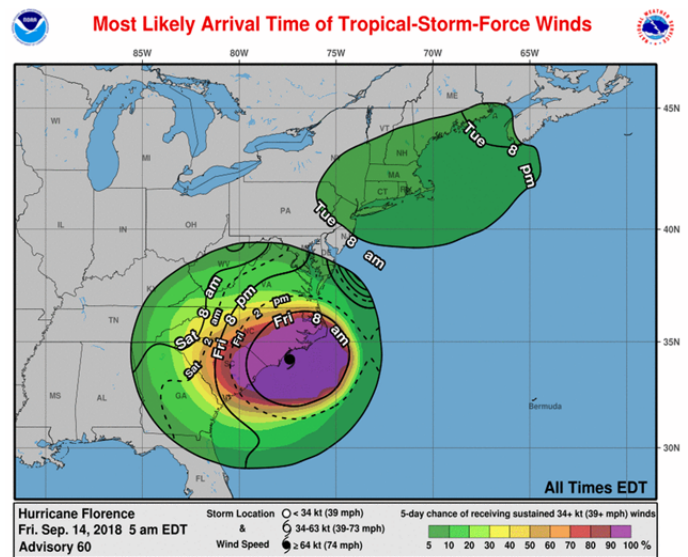 Most Likely Arrival Time of Tropical-Storm-Force Winds
85W 80W 75W 70W 65W
ME
45N
WI
VT
Tue 8 pm
MI
NH
MA
CT
PA
Tue 8 am
40N
IL IN OH
WV
VA
KY
Sat 8 am
Fri 8 pm
Fri 2 pm
Sat 2 am
Fri 8 am
TN
35N
MS AL GA
Bermuda
30N
FL
All Times EDT
Hurricane Florence
Fri. Sep. 14, 2018 5 am EDT
Advisory 60
Storm Location
&
Wind Speed
< 34 kt (39 mph)
34-63 kt (39-73 mph)
≥ 64 kt (74 mph)
5-day chance of receiving sustained 34+ kt (39+ mph) winds
5 10 20 30 40 50 60 70 80 90 100 %